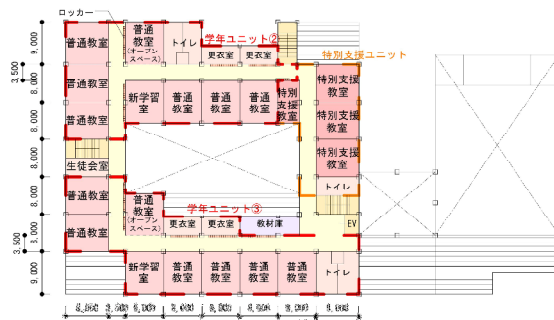 ロッカー
普通教室
普通
教室
(オープン
スペース)
トイレ
学年ユニット②
更衣室
更衣室
特別支援ユニット
9,000
3,500
8,000
8,000
8,000
8,000
9,000
3,500
9,000
普通教室
新学習
室
普通
教室
普通
教室
普通
教室
特別
支援
教室
特別支援
教室
特別支援
教室
特別支援
教室
普通教室
生徒会室
トイレ
普通教室
普通
教室
(オープン
スペース)
学年ユニット③
更衣室
更衣室
教材庫
EV
普通教室
新学習
室
普通
教室
普通
教室
普通
教室
普通
教室
トイレ